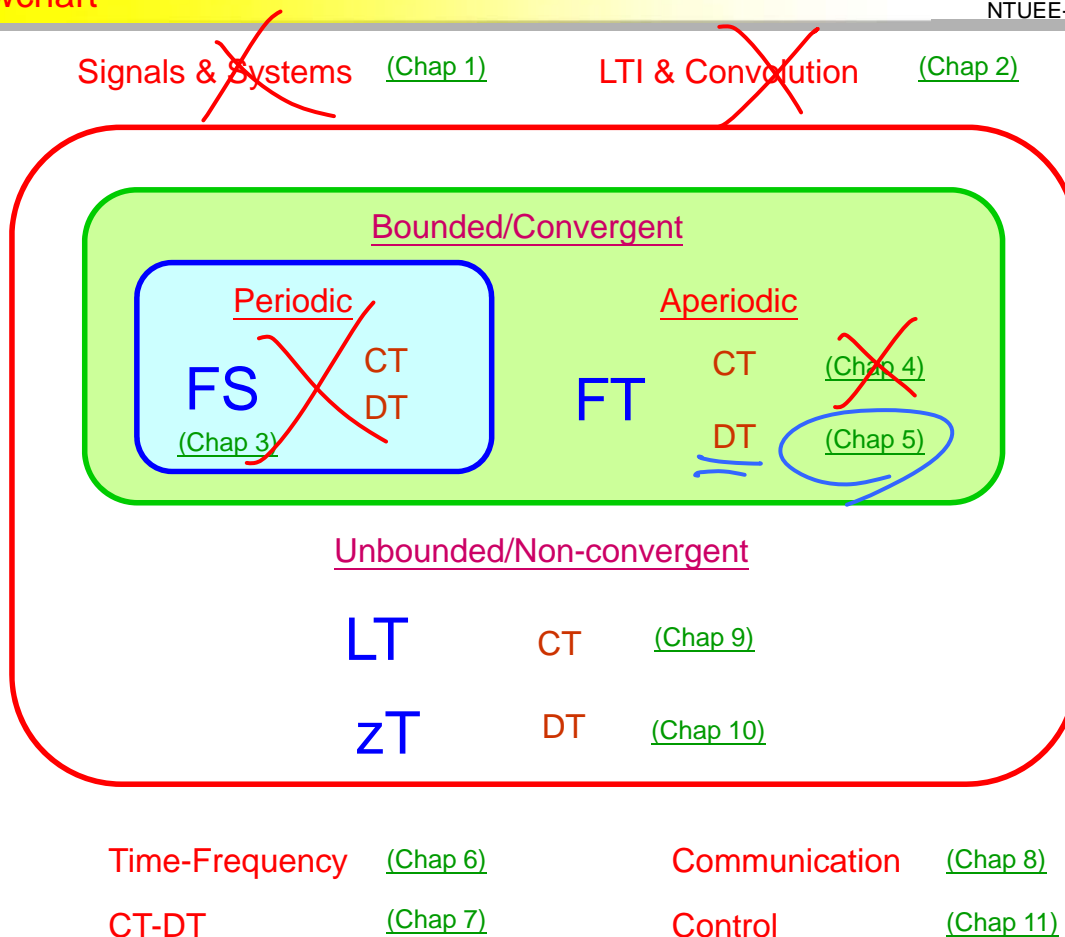 NTUEE-
Signals & Systems (Chap 1) LTI & Convolution (Chap 2)
Bounded/Convergent
Periodic Aperiodic
FS CT FT CT (Chap 4)
DT DT (Chap 5)
(Chap 3)
Unbounded/Non-convergent
LT CT (Chap 9)
zT DT (Chap 10)
Time-Frequency (Chap 6) Communication (Chap 8)
CT-DT (Chap 7) Control (Chap 11)